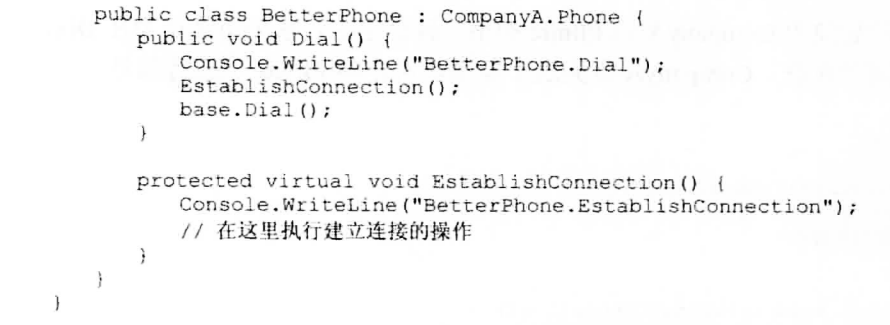 public class BetterPhone : CompanyA.Phone {
public void Dial() {
Console.WriteLine("BetterPhone.Dial");
EstablishConnection();
base.Dial();
}
protected virtual void EstablishConnection() {
Console.WriteLine("BetterPhone.EstablishConnection");
// 在这里执行建立连接的操作
}
}
}